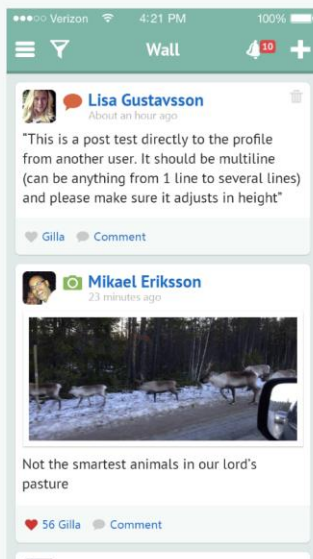 Verizon 4:21 PM 100%
Wall 10
Lisa Gustavsson
About an hour ago
"This is a post test directly to the profile
from another user. It should be multiline
(can be anything from 1 line to several lines)
and please make sure it adjusts in height"
Gilla Comment
Mikael Eriksson
23 minutes ago
Not the smartest animals in our lord's
pasture
56 Gilla Comment